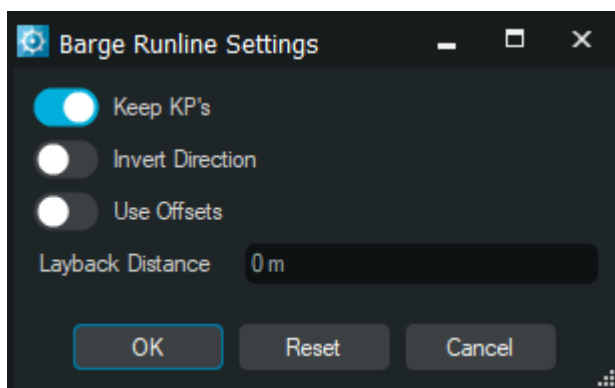 Barge Runline Settings
Keep KP's
Invert Direction
Use Offsets
Layback Distance 0 m
OK Reset Cancel